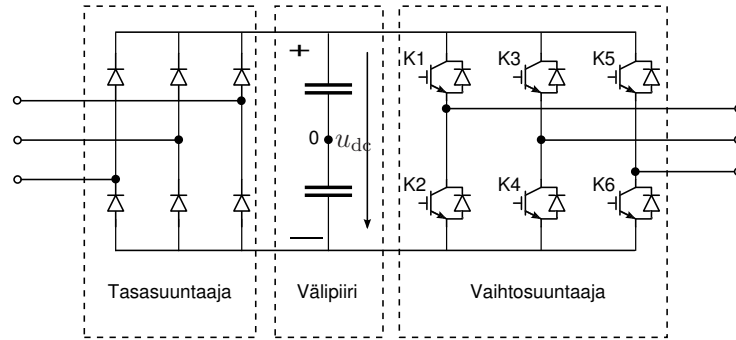 +
K1
K3
K5
0
u_dc
K2
K4
K6
—
Tasasuuntaaja
Välipiiri
Vaihtosuuntaaja